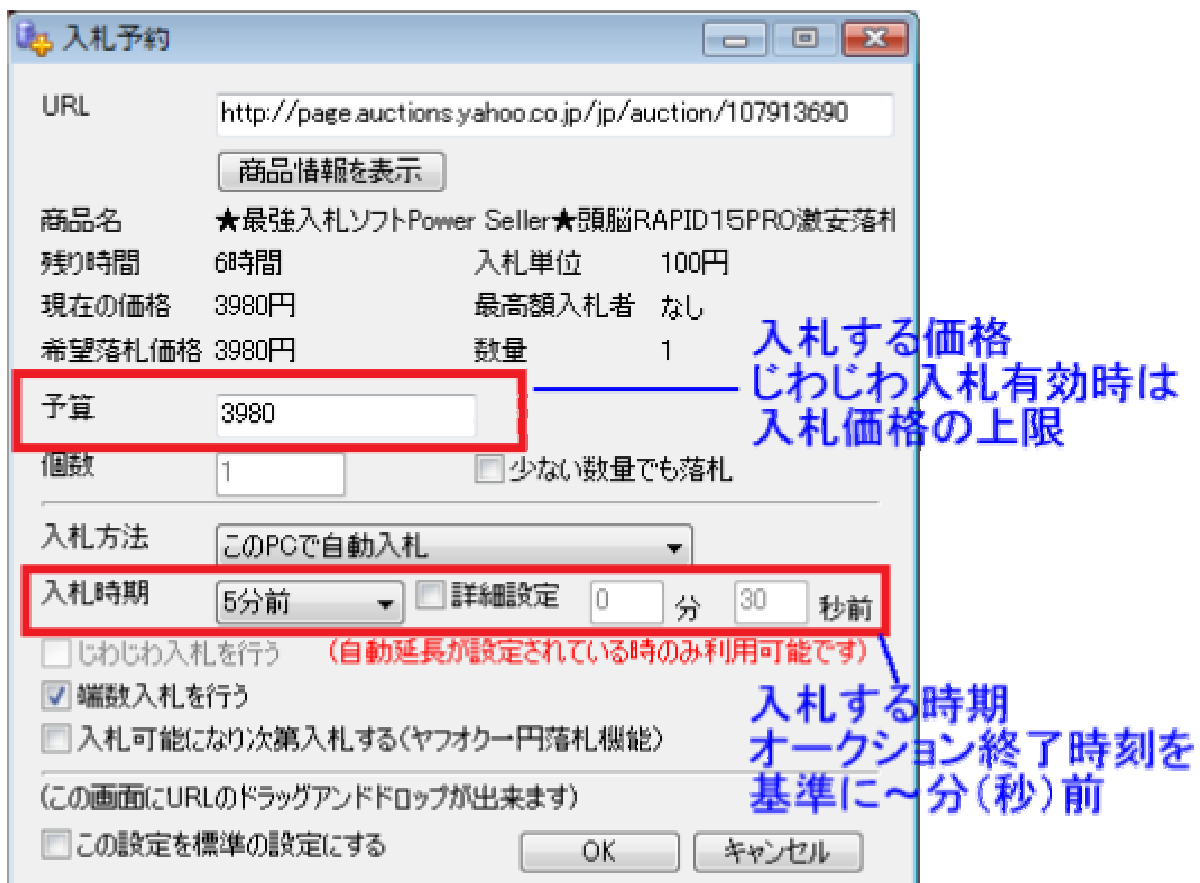 入札予約
URL http://page.auctions.yahoo.co.jp/jp/auction/107913690
商品情報を表示
商品名 ★最強入札ソフトPower Seller★頭脳RAPID15PRO激安落札
残り時間 6時間 入札単位 100円
現在の価格 3980円 最高額入札者 なし
希望落札価格 3980円 数量 1
予算 3980
入札する価格
じわじわ入札有効時は
入札価格の上限
個数 1 少ない数量でも落札
入札方法 このPCで自動入札
入札時期 5分前 詳細設定 0 分 30 秒前
じわじわ入札を行う (自動延長が設定されている時のみ利用可能です)
端数入札を行う
入札可能になり次第入札する(ヤフオク一円落札機能)
入札する時期
オークション終了時刻を
基準に～分(秒)前
(この画面にURLのドラッグアンドドロップが出来ます)
この設定を標準の設定にする OK キャンセル